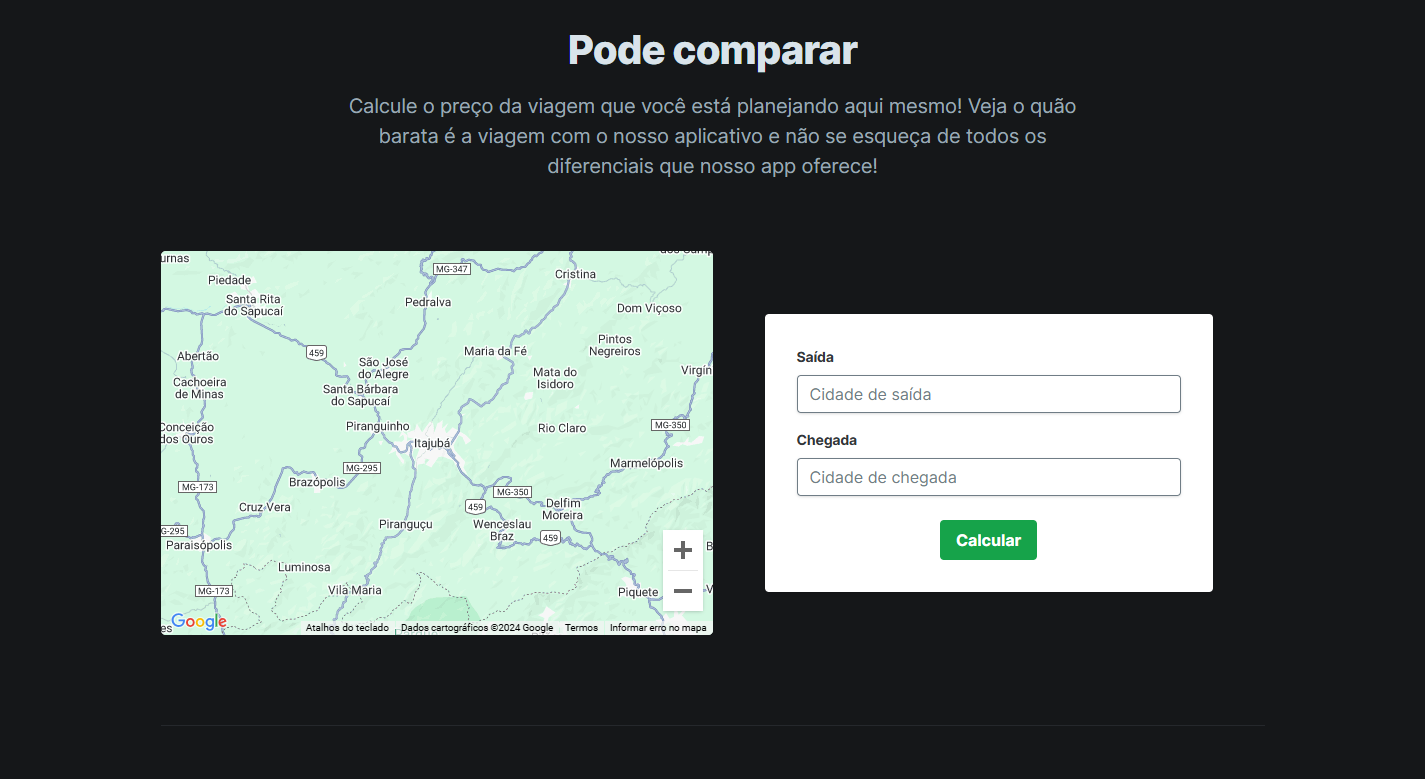 Pode comparar
Calcule o preço da viagem que você está planejando aqui mesmo! Veja o quão
barata é a viagem com o nosso aplicativo e não se esqueça de todos os
diferenciais que nosso app oferece!
urnas
MG-347
Cristina
Piedade
Santa Rita
do Sapucaí
Pedralva
Dom Viçoso
Abertão
459
São José
do Alegre
Maria da Fé
Pintos
Negreiros
Cachoeira
de Minas
Santa Bárbara
do Sapucaí
Mata do
Isidoro
Virgín
Conceição
dos Ouros
Piranguinho
Itajubá
Rio Claro
MG-350
MG-295
Marmelópolis
MG-173
Brazópolis
MG-350
Cruz Vera
459
Delfim
Moreira
Piranguçu
Wenceslau
Braz
459
G-295
Paraisópolis
Luminosa
MG-173
Vila Maria
Piquete
Google
Atalhos do teclado
Dados cartográficos ©2024 Google
Termos
Informar erro no mapa
Saída
Cidade de saída
Chegada
Cidade de chegada
Calcular